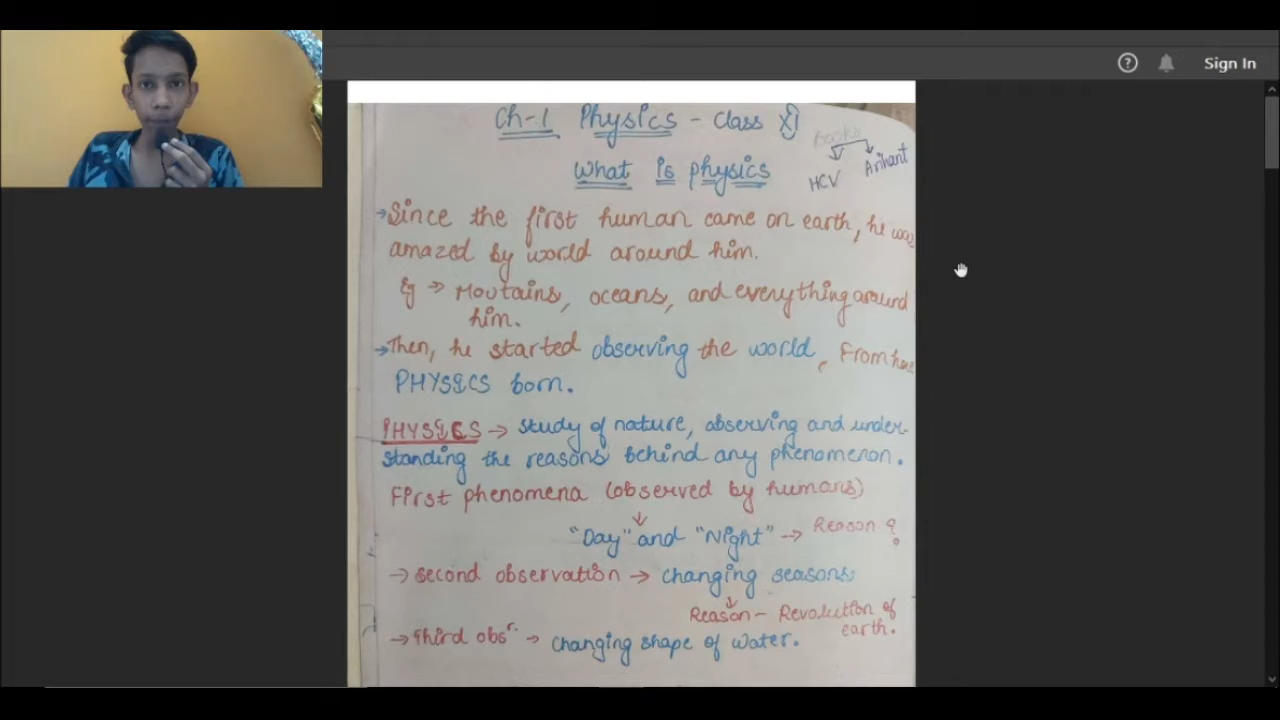 Sign In
Ch-1 Physics - Class XI
Books
HCV
Arihant
What is physics
→ Since the first human came on earth, he was
amazed by world around him.
Eg → Moutains, oceans, and everything around
him.
→ Then, he started observing the world, From here
PHYSICS born.
PHYSICS → study of nature, observing and under-
standing the reasons behind any phenomenon.
First phenomena (observed by humans)
↓
"Day" and "Night" → Reason ?
→ second observation → changing seasons
↓
Reason - Revolution of
earth.
→ Third obsⁿ → changing shape of water.